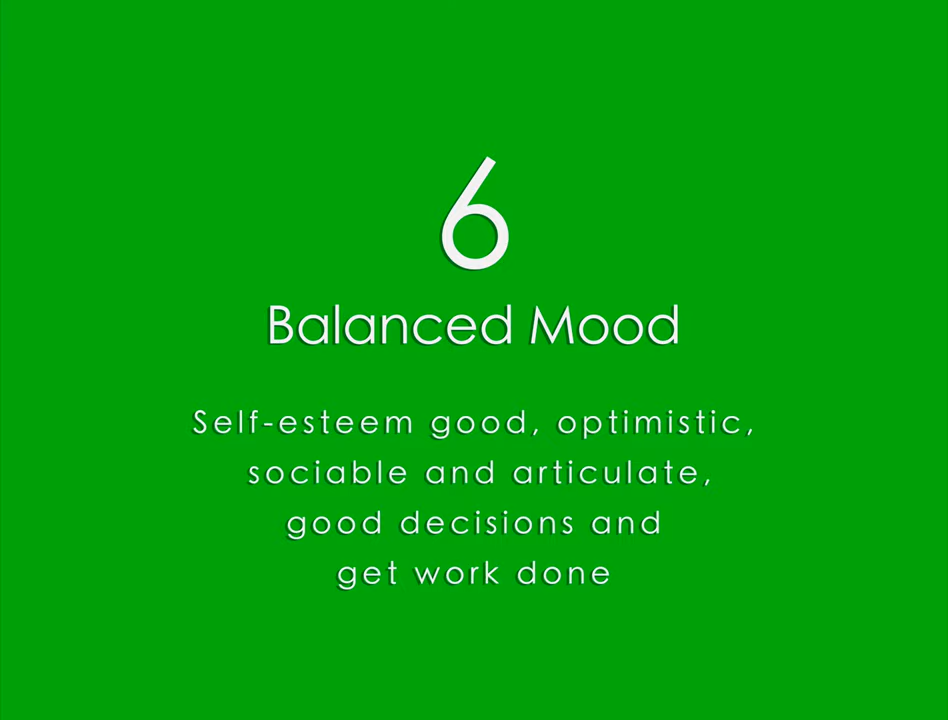 6
Balanced Mood
Self-esteem good, optimistic,
sociable and articulate,
good decisions and
get work done